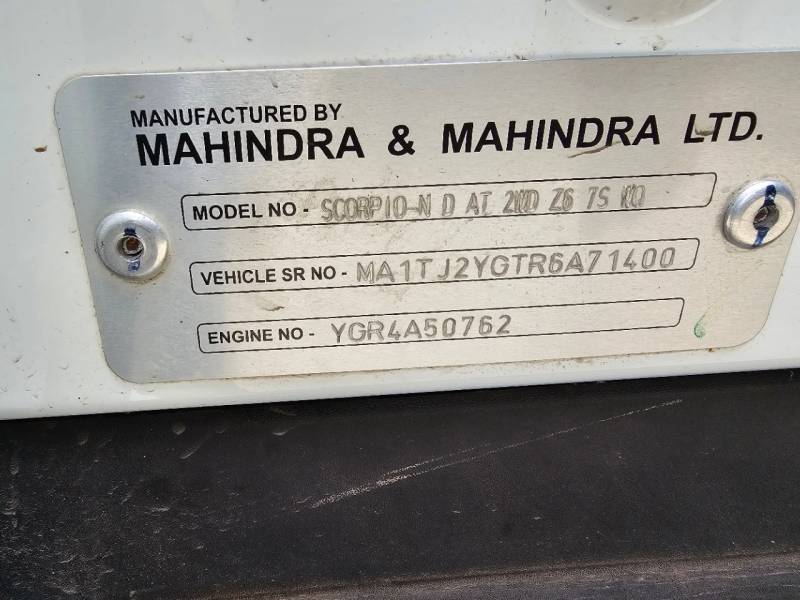 MANUFACTURED BY
MAHINDRA & MAHINDRA LTD.
MODEL NO - SCORPIO-N D AT 2WD Z6 7S
VEHICLE SR NO - MA1TJ2YGTR6A71400
ENGINE NO - YGR4A50762